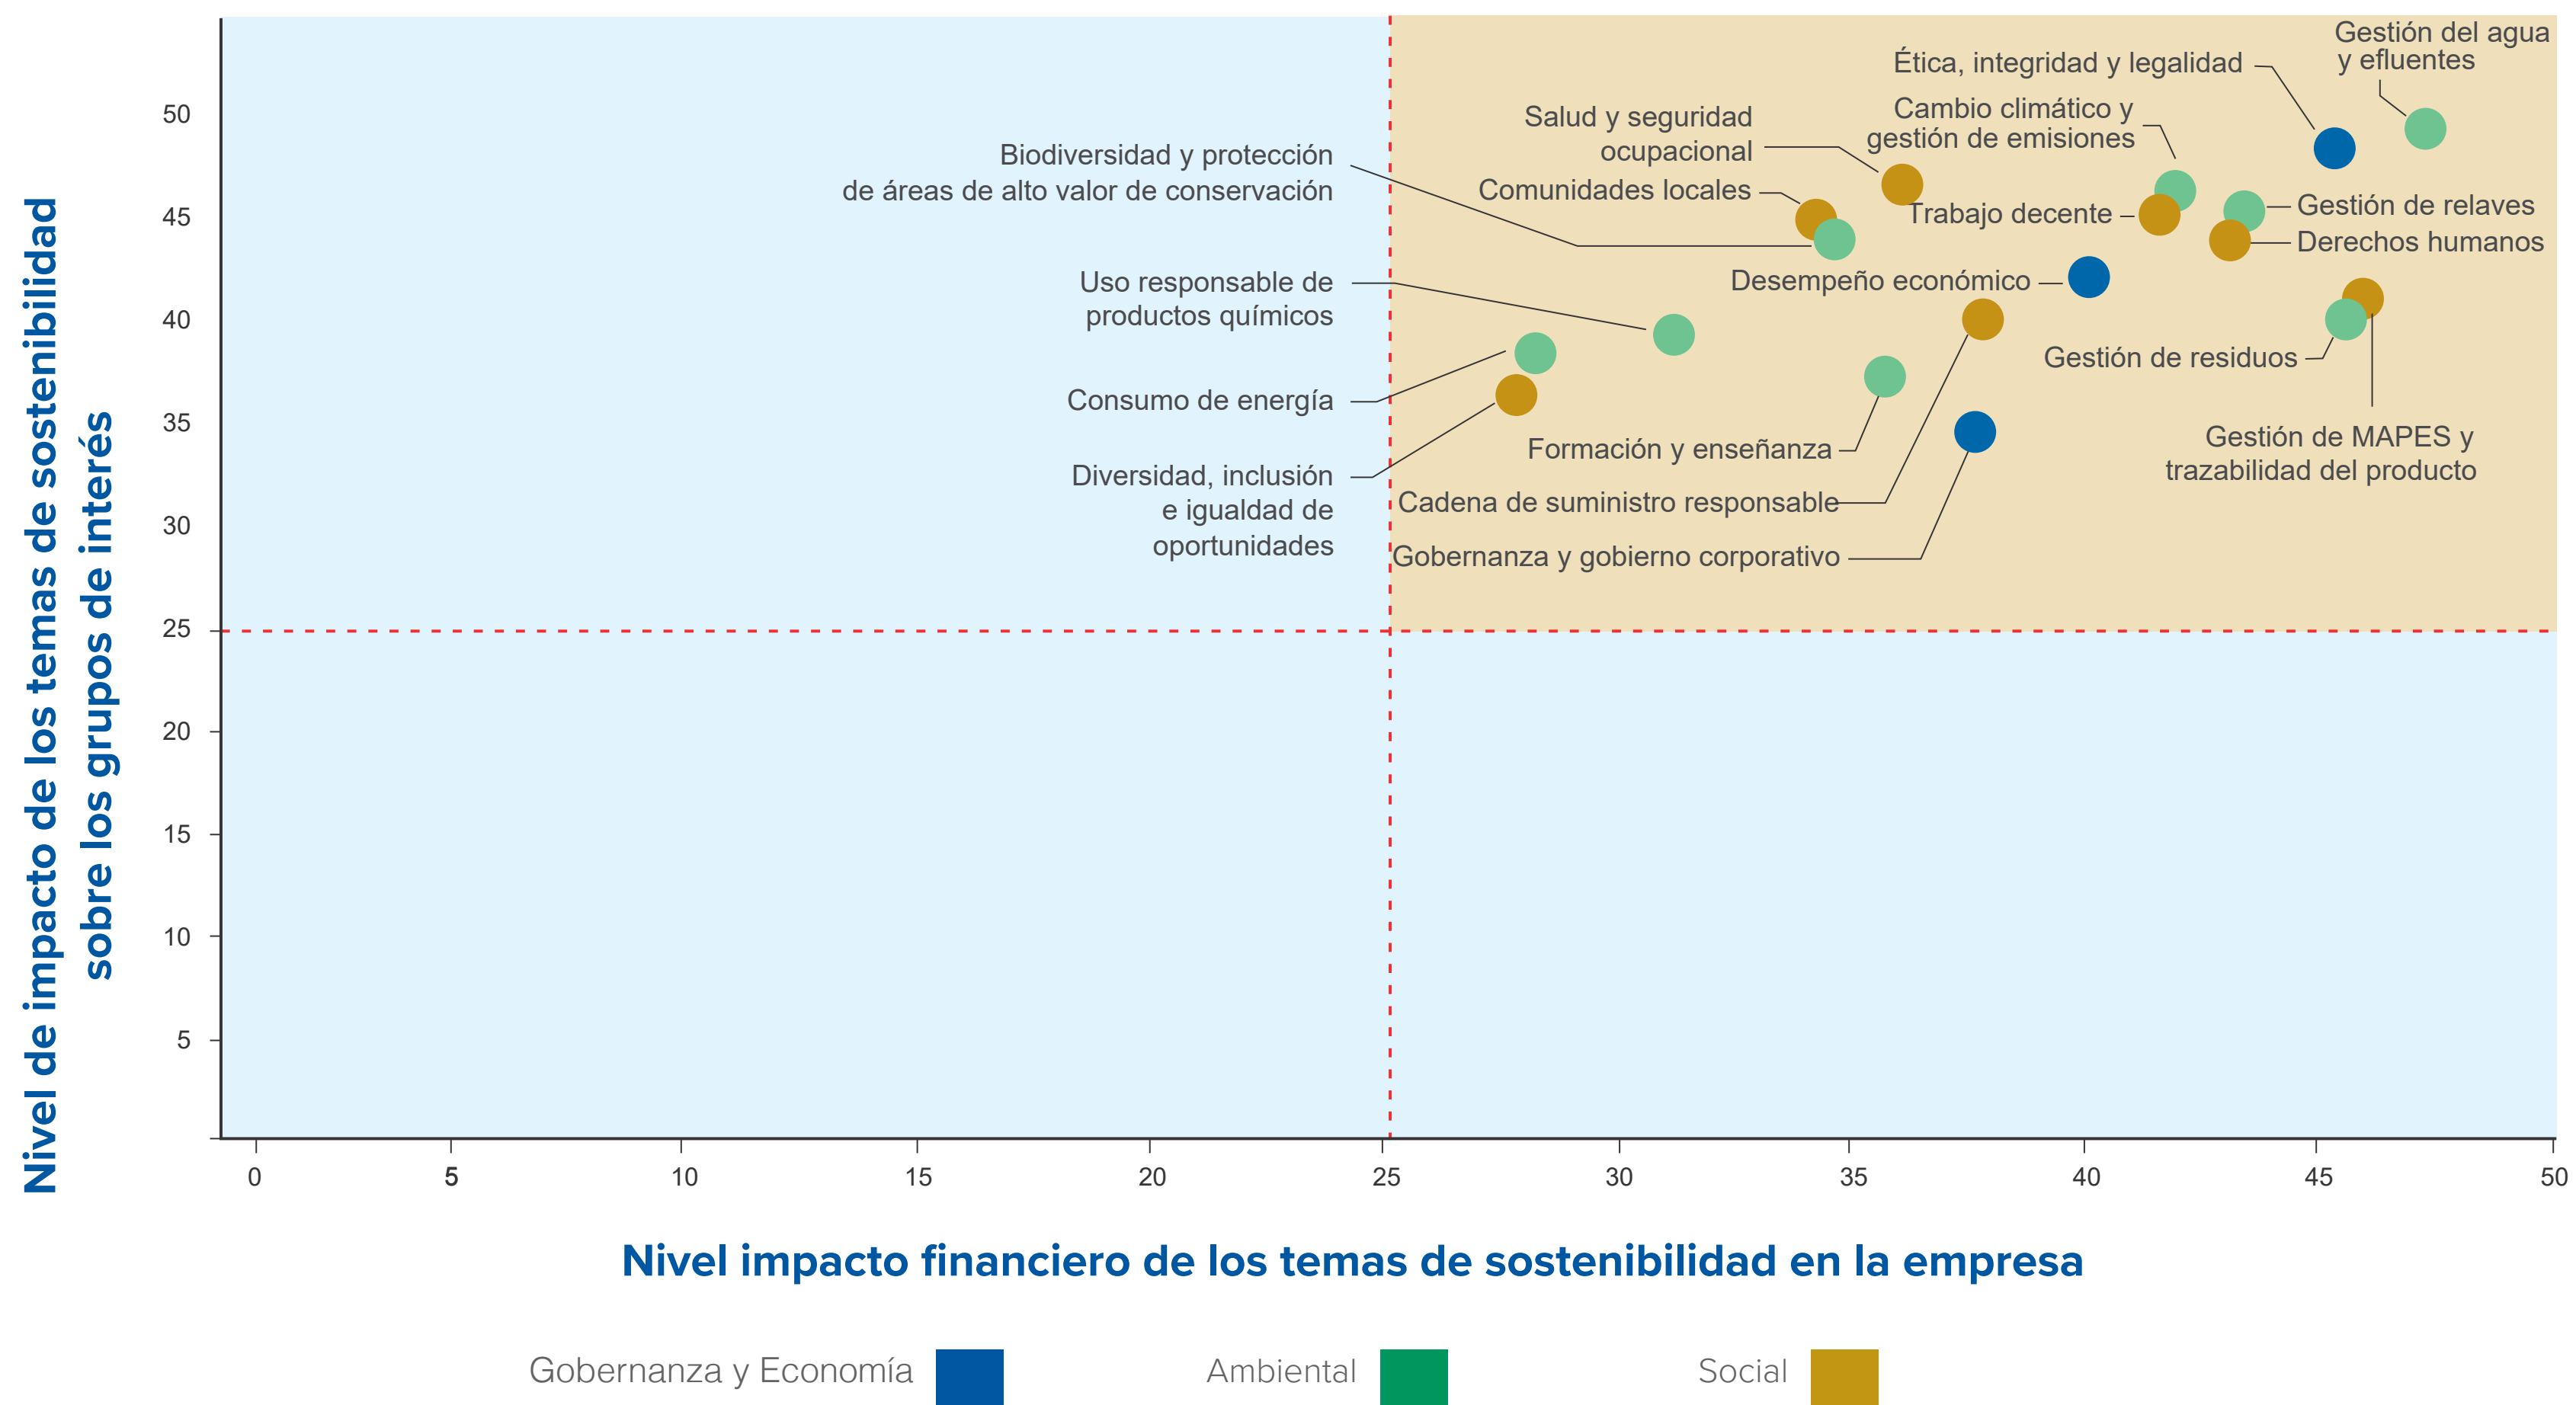 Nivel de impacto de los temas de sostenibilidad
sobre los grupos de interés
50
45
40
35
30
25
20
15
10
5
Gestión del agua
y efluentes
Ética, integridad y legalidad
Cambio climático y
gestión de emisiones
Salud y seguridad
ocupacional
Comunidades locales
Biodiversidad y protección
de áreas de alto valor de conservación
Trabajo decente
Gestión de relaves
Derechos humanos
Desempeño económico
Uso responsable de
productos químicos
Gestión de residuos
Consumo de energía
Gestión de MAPES y
trazabilidad del producto
Formación y enseñanza
Diversidad, inclusión
e igualdad de
oportunidades
Cadena de suministro responsable
Gobernanza y gobierno corporativo
0 5 10 15 20 25 30 35 40 45 50
Nivel impacto financiero de los temas de sostenibilidad en la empresa
Gobernanza y Economía
Ambiental
Social